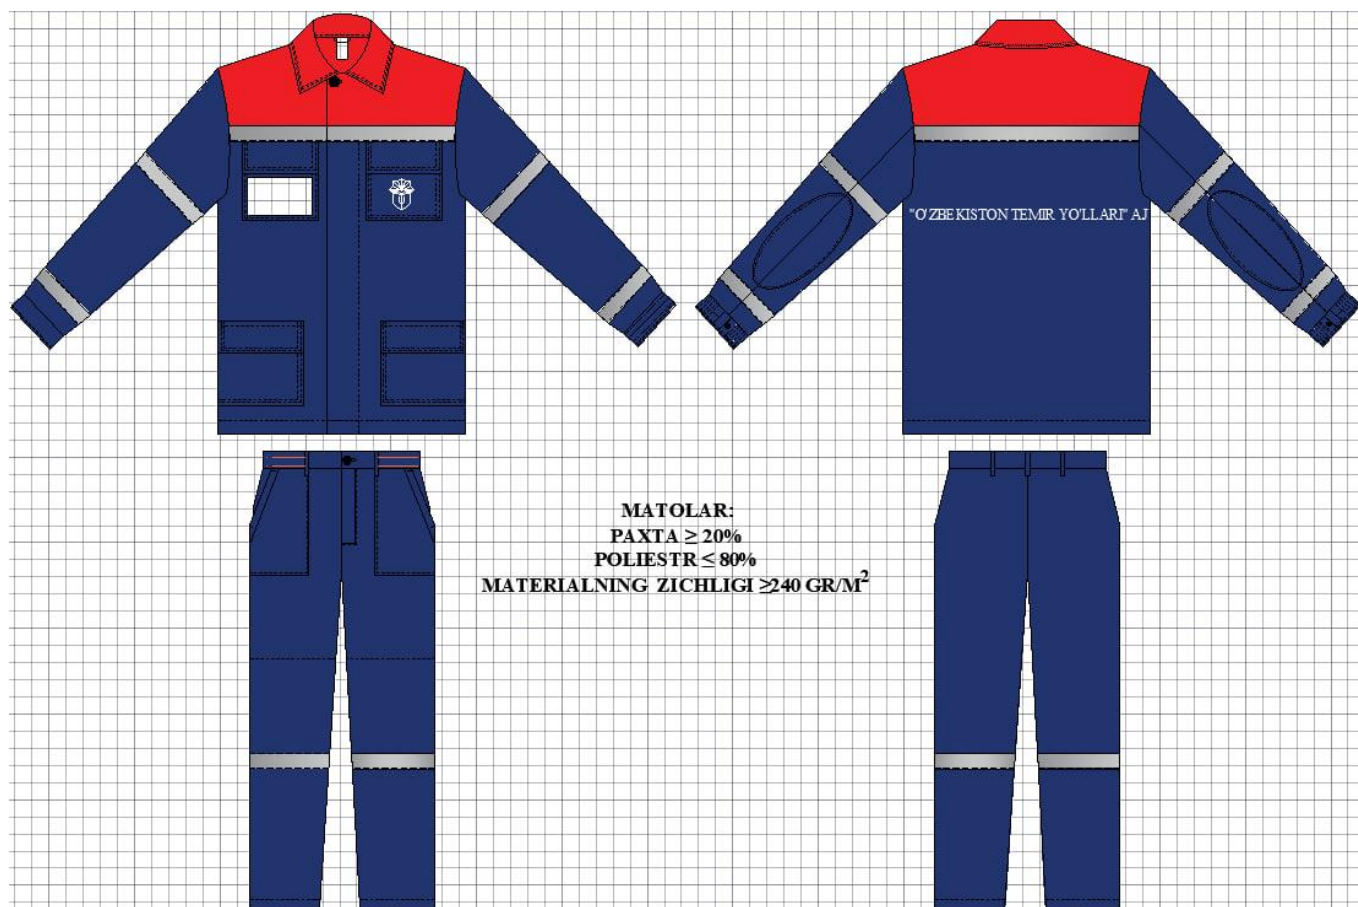 "O'ZBEKISTON TEMIR YO'LLARI" AJ
MATOLAR:
PAXTA ≥ 20%
POLIESTR ≤ 80%
MATERIALNING ZICHLIGI ≥240 GR/M²